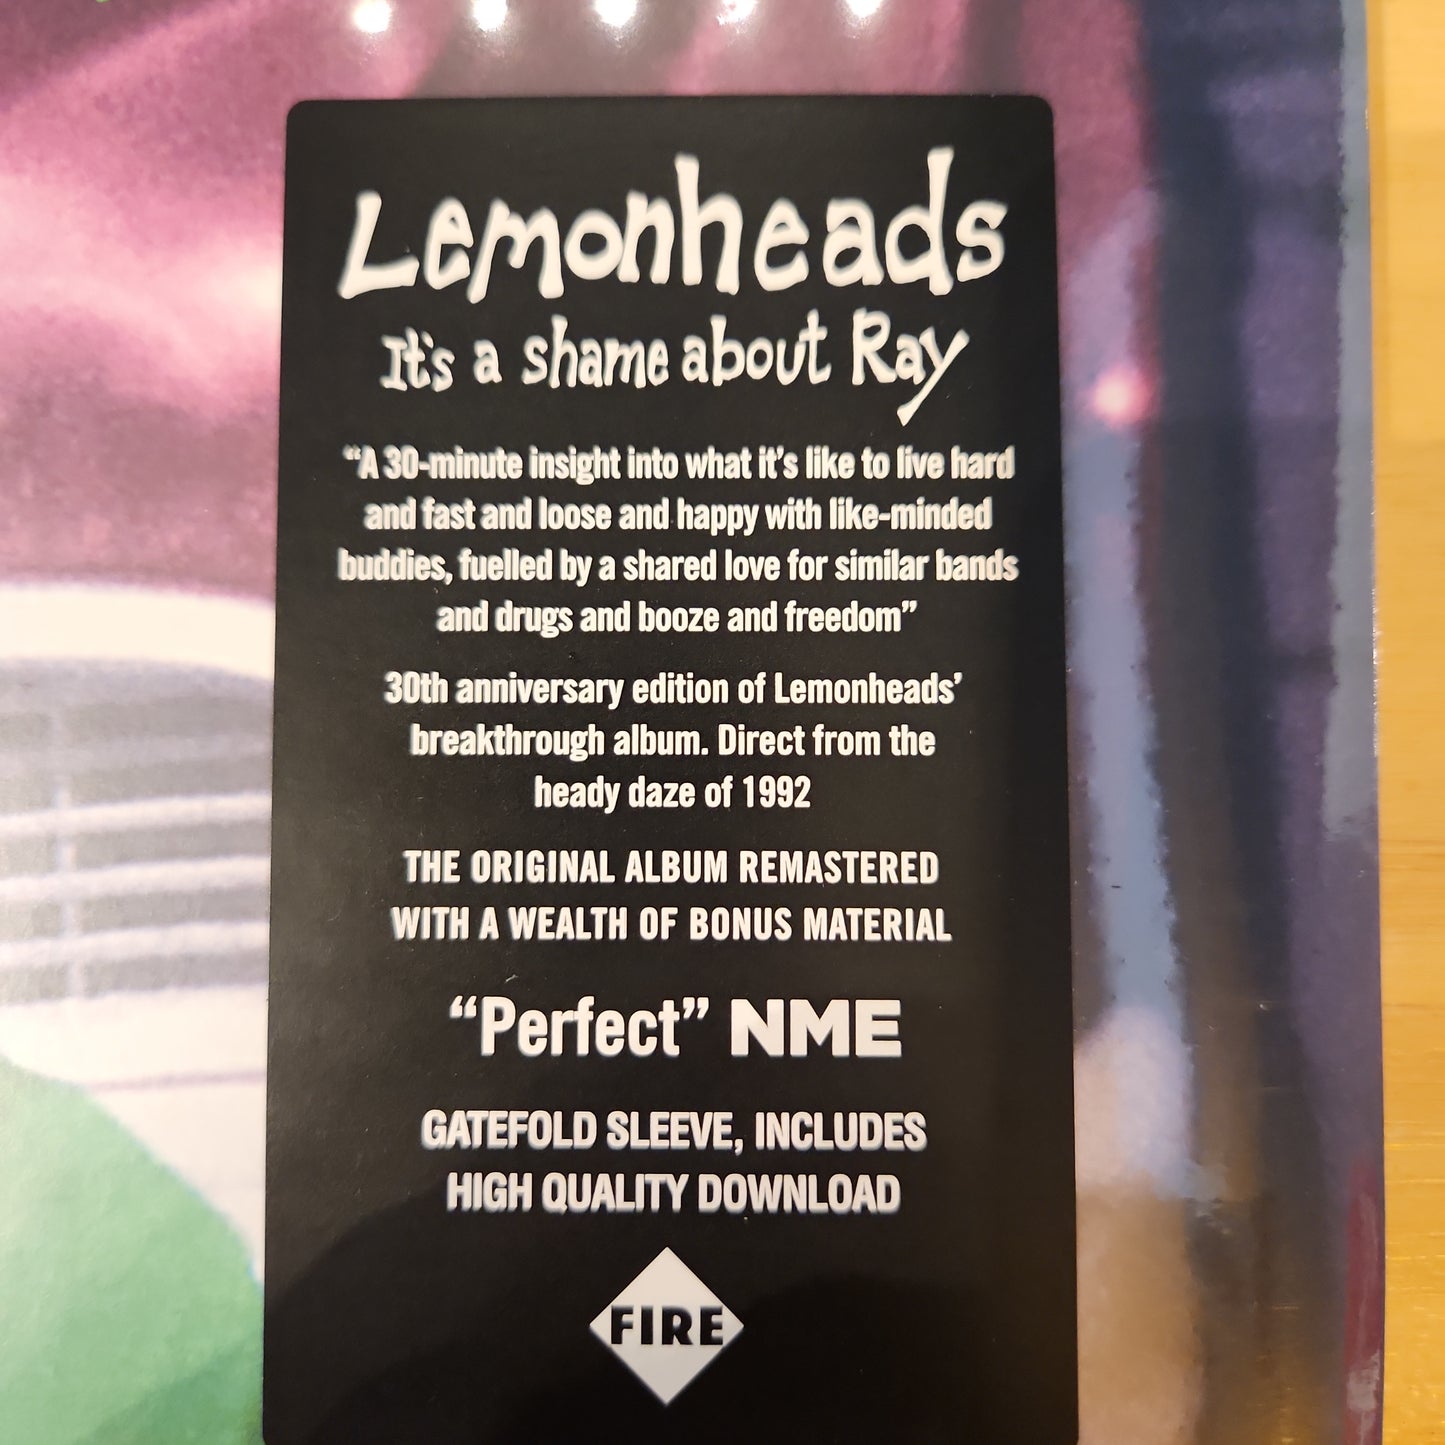 Lemonheads
It's a shame about Ray
“A 30-minute insight into what it's like to live hard
and fast and loose and happy with like-minded
buddies, fuelled by a shared love for similar bands
and drugs and booze and freedom”
30th anniversary edition of Lemonheads’
breakthrough album. Direct from the
heady daze of 1992
THE ORIGINAL ALBUM REMASTERED
WITH A WEALTH OF BONUS MATERIAL
“Perfect” NME
GATEFOLD SLEEVE, INCLUDES
HIGH QUALITY DOWNLOAD
FIRE